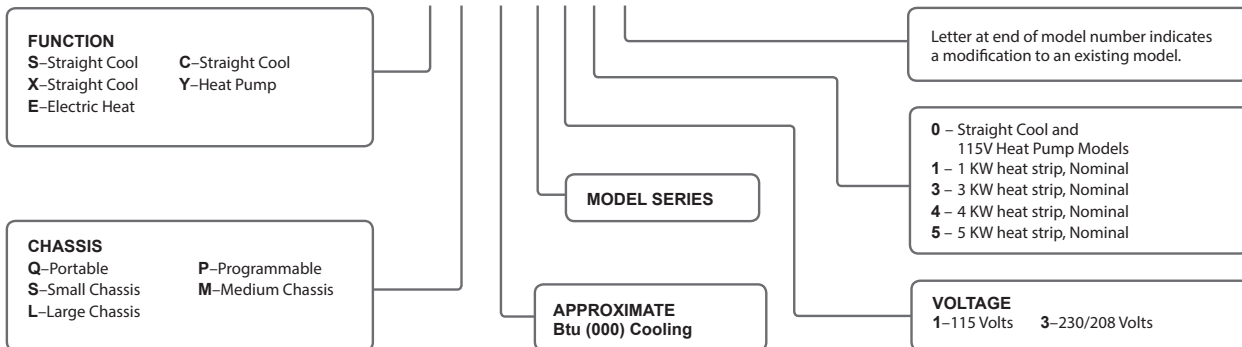 FUNCTION
S–Straight Cool C–Straight Cool
X–Straight Cool Y–Heat Pump
E–Electric Heat
CHASSIS
Q–Portable P–Programmable
S–Small Chassis M–Medium Chassis
L–Large Chassis
MODEL SERIES
APPROXIMATE
Btu (000) Cooling
Letter at end of model number indicates
a modification to an existing model.
0 – Straight Cool and
115V Heat Pump Models
1 – 1 KW heat strip, Nominal
3 – 3 KW heat strip, Nominal
4 – 4 KW heat strip, Nominal
5 – 5 KW heat strip, Nominal
VOLTAGE
1–115 Volts 3–230/208 Volts